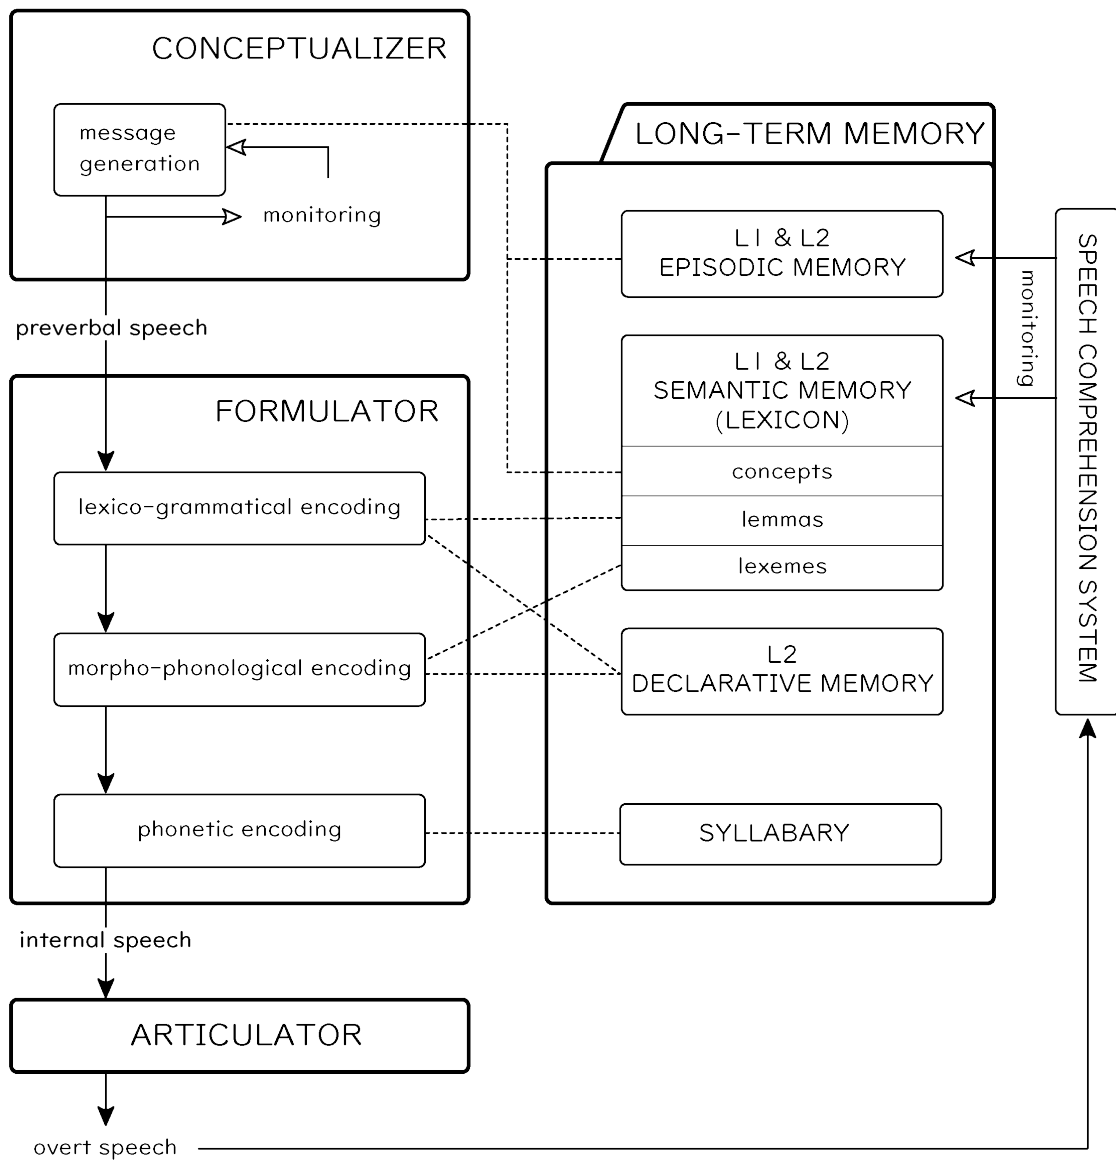 CONCEPTUALIZER
message
generation
monitoring
preverbal speech
FORMULATOR
lexico-grammatical encoding
morpho-phonological encoding
phonetic encoding
internal speech
ARTICULATOR
overt speech
LONG-TERM MEMORY
L1 & L2
EPISODIC MEMORY
L1 & L2
SEMANTIC MEMORY
(LEXICON)
concepts
lemmas
lexemes
L2
DECLARATIVE MEMORY
SYLLABARY
monitoring
SPEECH COMPREHENSION SYSTEM